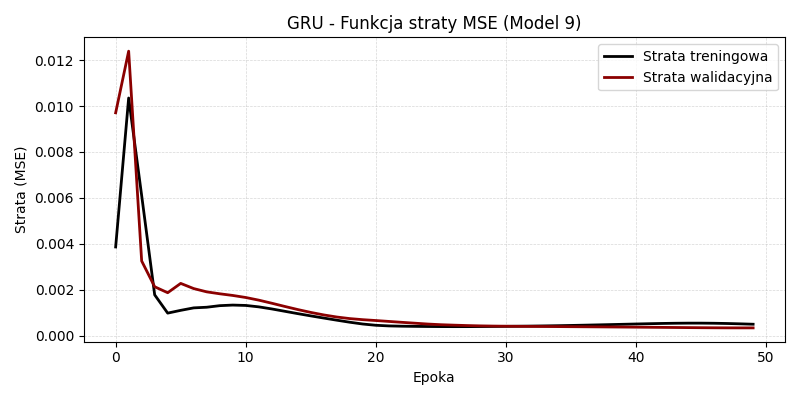 GRU - Funkcja straty MSE (Model 9)
Strata treningowa
Strata walidacyjna
Strata (MSE)
0.012
0.010
0.008
0.006
0.004
0.002
0.000
0 10 20 30 40 50
Epoka